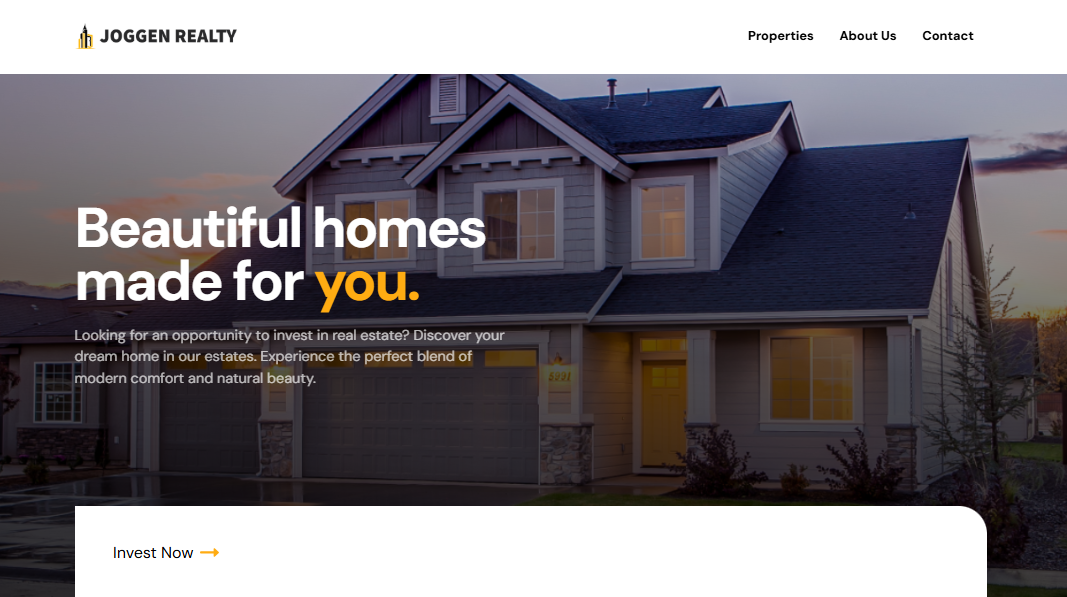 JOGGEN REALTY
Properties About Us Contact
Beautiful homes
made for you.
Looking for an opportunity to invest in real estate? Discover your
dream home in our estates. Experience the perfect blend of
modern comfort and natural beauty.
5921
Invest Now